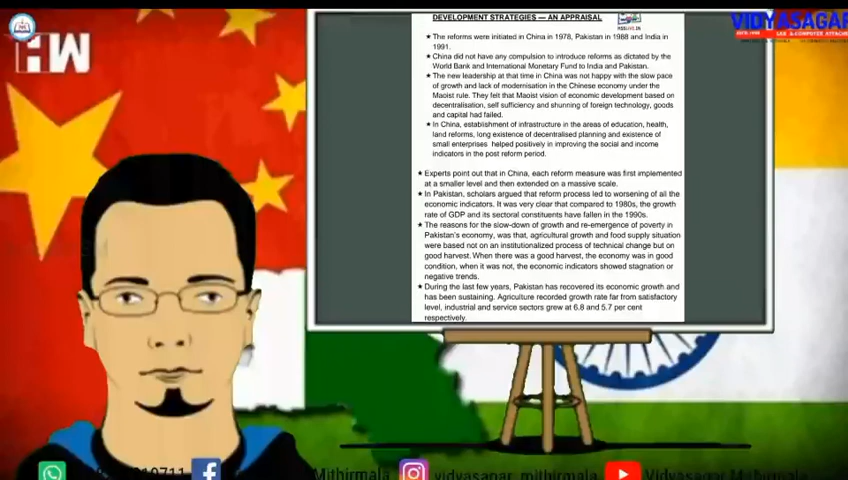 DEVELOPMENT STRATEGIES — AN APPRAISAL
VIDYASAGAR
HW
★ The reforms were initiated in China in 1978, Pakistan in 1988 and India in
1991.
★ China did not have any compulsion to introduce reforms as dictated by the
World Bank and International Monetary Fund to India and Pakistan.
★ The new leadership at that time in China was not happy with the slow pace
of growth and lack of modernisation in the Chinese economy under the
Maoist rule. They felt that Maoist vision of economic development based on
decentralisation, self sufficiency and shunning of foreign technology, goods
and capital had failed.
★ In China, establishment of infrastructure in the areas of education, health,
land reforms, long existence of decentralised planning and existence of
small enterprises helped positively in improving the social and income
indicators in the post reform period.
★ Experts point out that in China, each reform measure was first implemented
at a smaller level and then extended on a massive scale.
★ In Pakistan, scholars argued that reform process led to worsening of all the
economic indicators. It was very clear that compared to 1980s, the growth
rate of GDP and its sectoral constituents have fallen in the 1990s.
★ The reasons for the slow-down of growth and re-emergence of poverty in
Pakistan's economy, was that, agricultural growth and food supply situation
were based not on an institutionalized process of technical change but on
good harvest. When there was a good harvest, the economy was in good
condition, when it was not, the economic indicators showed stagnation or
negative trends.
★ During the last few years, Pakistan has recovered its economic growth and
has been sustaining. Agriculture recorded growth rate far from satisfactory
level, industrial and service sectors grew at 6.8 and 5.7 per cent
respectively.
Mithirmala vidyasagar_mithirmala Vidyasagar Mithirmala